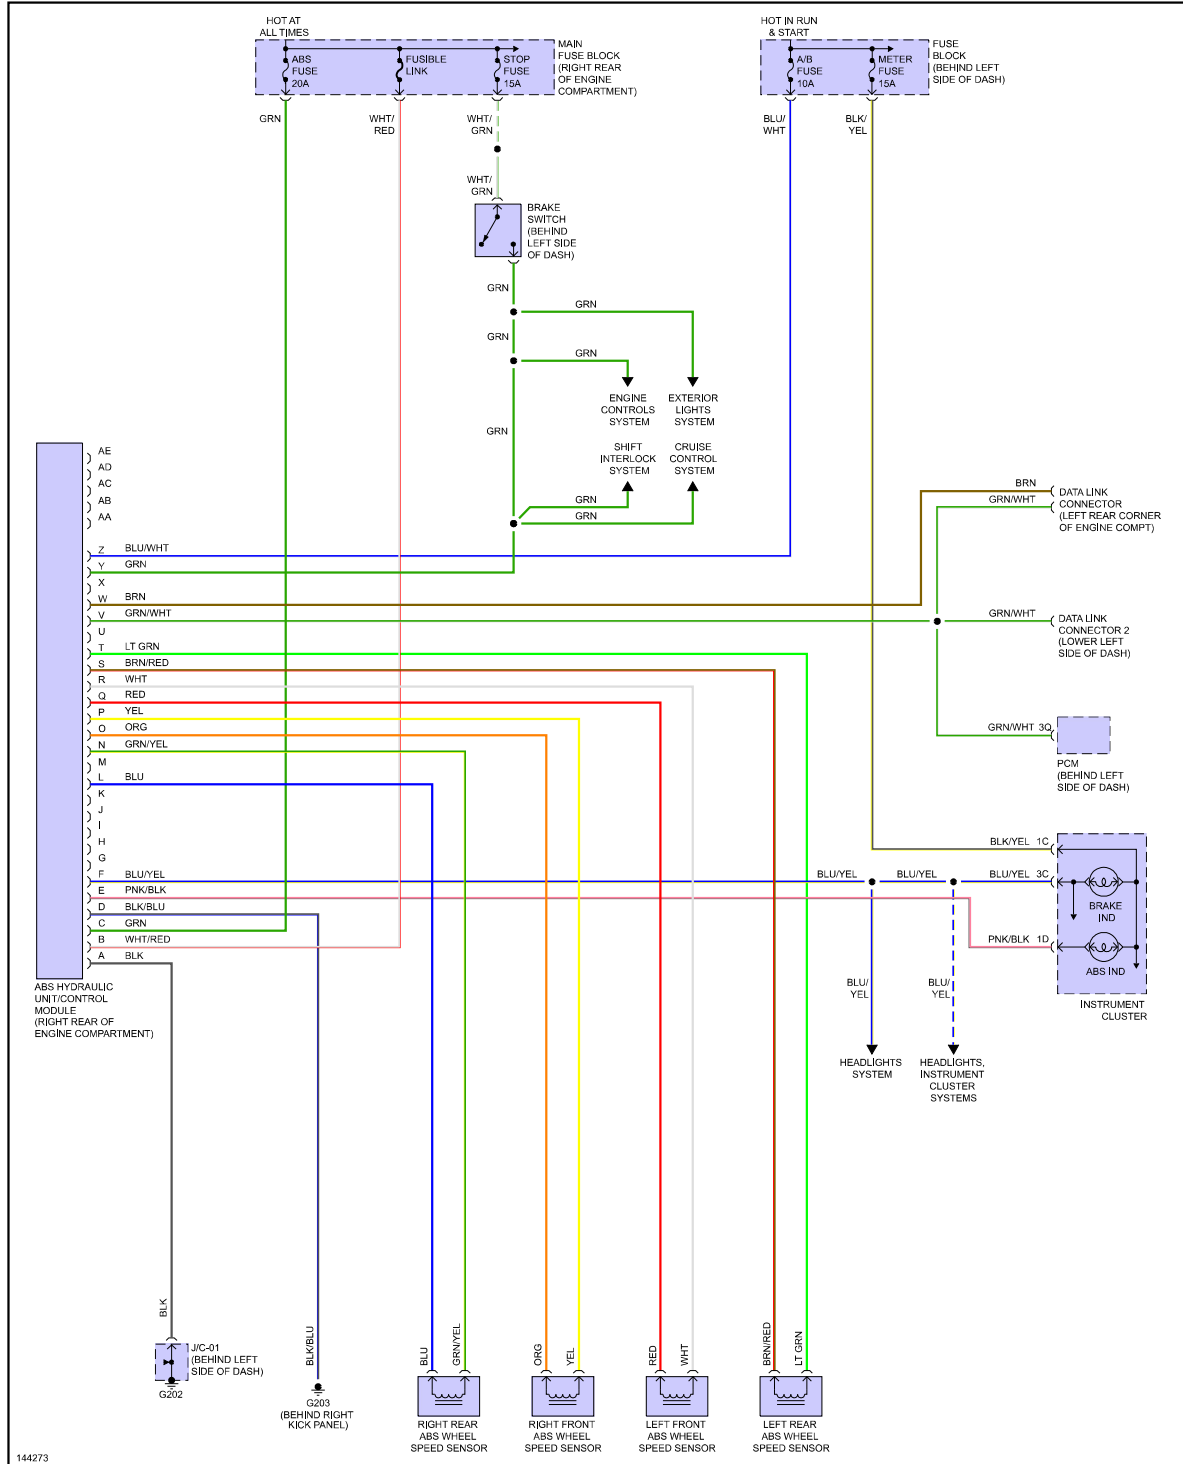 HOT AT
ALL TIMES
HOT IN RUN
& START
ABS
FUSE
20A
FUSIBLE
LINK
STOP
FUSE
15A
MAIN
FUSE BLOCK
(RIGHT REAR
OF ENGINE
COMPARTMENT)
A/B
FUSE
10A
METER
FUSE
15A
FUSE
BLOCK
(BEHIND LEFT
SIDE OF DASH)
GRN
WHT/
RED
WHT/
GRN
BLU/
WHT
BLK/
YEL
WHT/
GRN
BRAKE
SWITCH
(BEHIND
LEFT SIDE
OF DASH)
GRN
GRN
GRN
GRN
ENGINE
CONTROLS
SYSTEM
EXTERIOR
LIGHTS
SYSTEM
GRN
SHIFT
INTERLOCK
SYSTEM
CRUISE
CONTROL
SYSTEM
GRN
GRN
AE
AD
AC
AB
AA
Z BLU/WHT
Y GRN
X
W BRN
V GRN/WHT
U
T LT GRN
S BRN/RED
R WHT
Q RED
P YEL
O ORG
N GRN/YEL
M
L BLU
K
J
I
H
G
F BLU/YEL
E PNK/BLK
D BLK/BLU
C GRN
B WHT/RED
A BLK
ABS HYDRAULIC
UNIT/CONTROL
MODULE
(RIGHT REAR OF
ENGINE COMPARTMENT)
BRN
GRN/WHT
DATA LINK
CONNECTOR
(LEFT REAR CORNER
OF ENGINE COMPT)
GRN/WHT
DATA LINK
CONNECTOR 2
(LOWER LEFT
SIDE OF DASH)
GRN/WHT 3Q
PCM
(BEHIND LEFT
SIDE OF DASH)
BLK/YEL 1C
BLU/YEL
BLU/YEL
BLU/YEL 3C
BRAKE
IND
PNK/BLK 1D
ABS IND
INSTRUMENT
CLUSTER
BLU/
YEL
BLU/
YEL
HEADLIGHTS
SYSTEM
HEADLIGHTS,
INSTRUMENT
CLUSTER
SYSTEMS
BLK
J/C-01
(BEHIND LEFT
SIDE OF DASH)
G202
BLK/BLU
G203
(BEHIND RIGHT
KICK PANEL)
BLU
GRN/YEL
RIGHT REAR
ABS WHEEL
SPEED SENSOR
ORG
YEL
RIGHT FRONT
ABS WHEEL
SPEED SENSOR
RED
WHT
LEFT FRONT
ABS WHEEL
SPEED SENSOR
BRN/RED
LT GRN
LEFT REAR
ABS WHEEL
SPEED SENSOR
144273